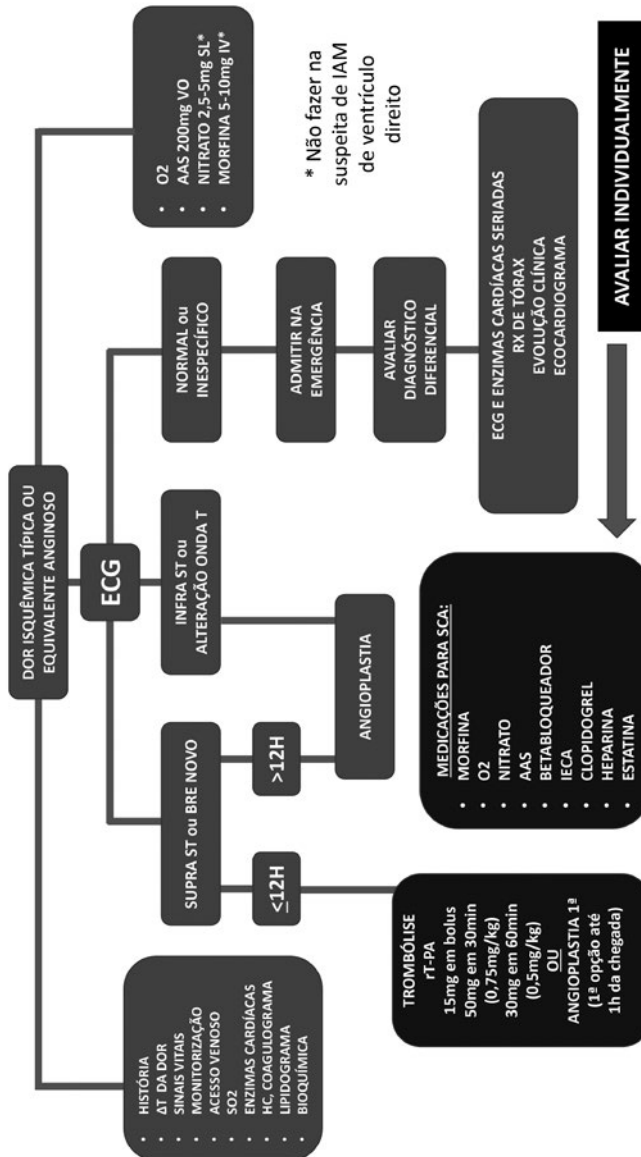 DOR ISQUÊMICA TÍPICA OU
EQUIVALENTE ANGINOSO
• HISTÓRIA
• ΔT DA DOR
• SINAIS VITAIS
• MONITORIZAÇÃO
• ACESSO VENOSO
• SO2
• ENZIMAS CARDÍACAS
• HC, COAGULOGRAMA
• LIPIDOGRAMA
• BIOQUÍMICA
ECG
• O2
• AAS 200mg VO
• NITRATO 2,5-5mg SL*
• MORFINA 5-10mg IV*
* Não fazer na
suspeita de IAM
de ventrículo
direito
SUPRA ST ou BRE NOVO
INFRA ST ou
ALTERAÇÃO ONDA T
NORMAL ou
INESPECÍFICO
<12H
>12H
ADMITIR NA
EMERGÊNCIA
ANGIOPLASTIA
AVALIAR
DIAGNÓSTICO
DIFERENCIAL
TROMBÓLISE
rT-PA
15mg em bolus
50mg em 30min
(0,75mg/kg)
30mg em 60min
(0,5mg/kg)
OU
ANGIOPLASTIA 1ª
(1ª opção até
1h da chegada)
MEDICAÇÕES PARA SCA:
• MORFINA
• O2
• NITRATO
• AAS
• BETABLOQUEADOR
• IECA
• CLOPIDOGREL
• HEPARINA
• ESTATINA
ECG E ENZIMAS CARDÍACAS SERIADAS
RX DE TÓRAX
EVOLUÇÃO CLÍNICA
ECOCARDIOGRAMA
AVALIAR INDIVIDUALMENTE